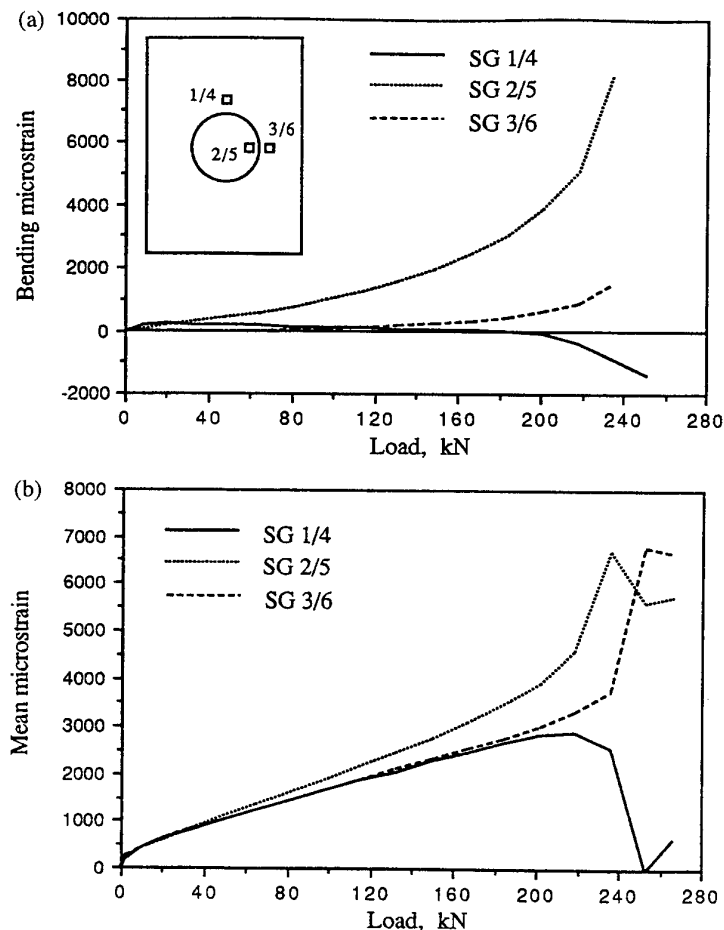 (a)
10000
8000
6000
4000
2000
0
-2000
Bending microstrain
1/4
2/5
3/6
SG 1/4
SG 2/5
SG 3/6
0 40 80 120 160 200 240 280
Load, kN
(b)
8000
7000
6000
5000
4000
3000
2000
1000
0
Mean microstrain
SG 1/4
SG 2/5
SG 3/6
0 40 80 120 160 200 240 280
Load, kN